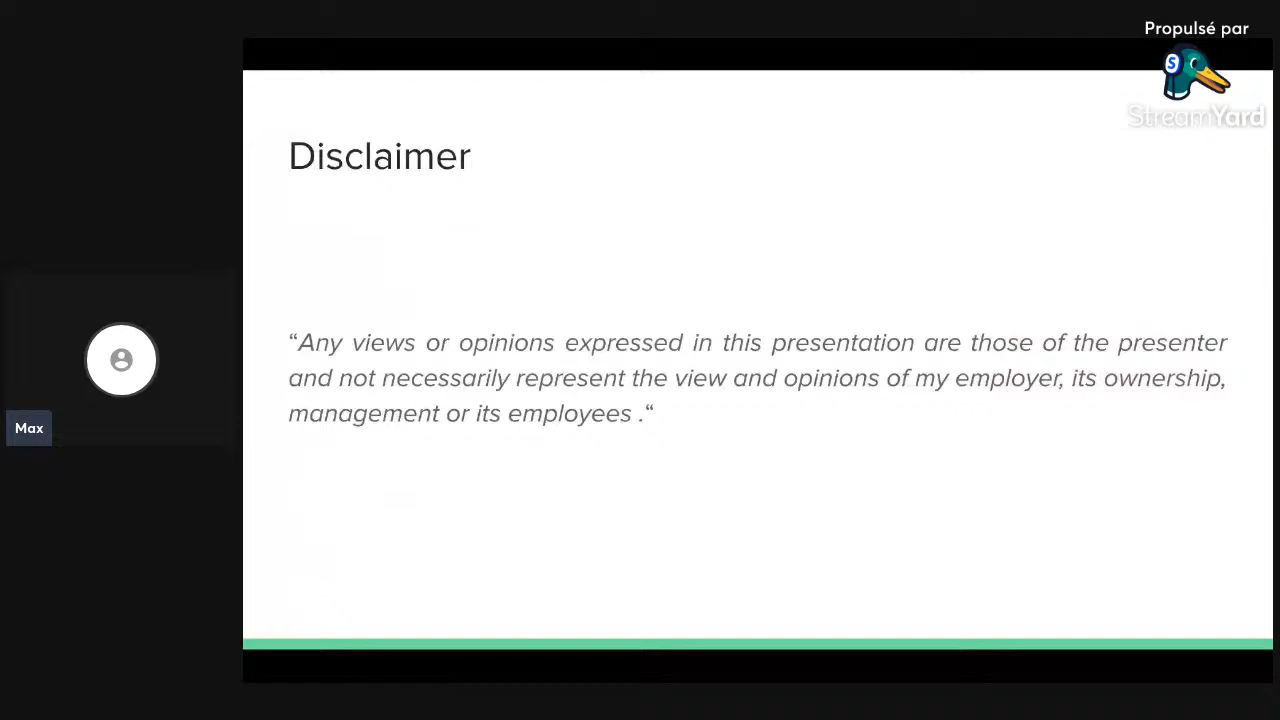 Propulsé par
S
StreamYard
Disclaimer
“Any views or opinions expressed in this presentation are those of the presenter
and not necessarily represent the view and opinions of my employer, its ownership,
management or its employees .“
Max